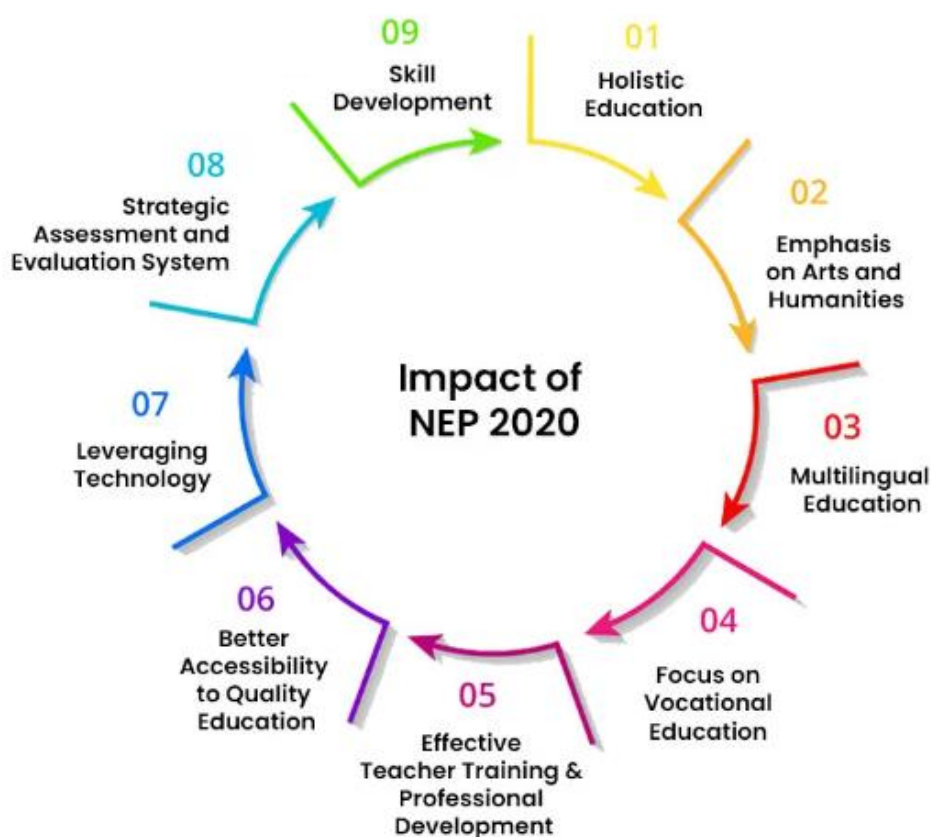 Impact of
NEP 2020
01
Holistic
Education
02
Emphasis
on Arts and
Humanities
03
Multilingual
Education
04
Focus on
Vocational
Education
05
Effective
Teacher Training &
Professional
Development
06
Better
Accessibility
to Quality
Education
07
Leveraging
Technology
08
Strategic
Assessment and
Evaluation System
09
Skill
Development